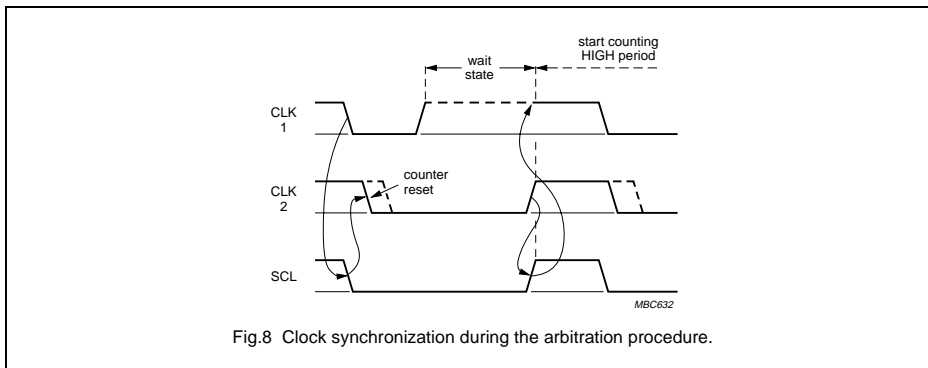 start counting
HIGH period
wait
state
CLK
1
counter
reset
CLK
2
SCL
MBC632
Fig.8 Clock synchronization during the arbitration procedure.